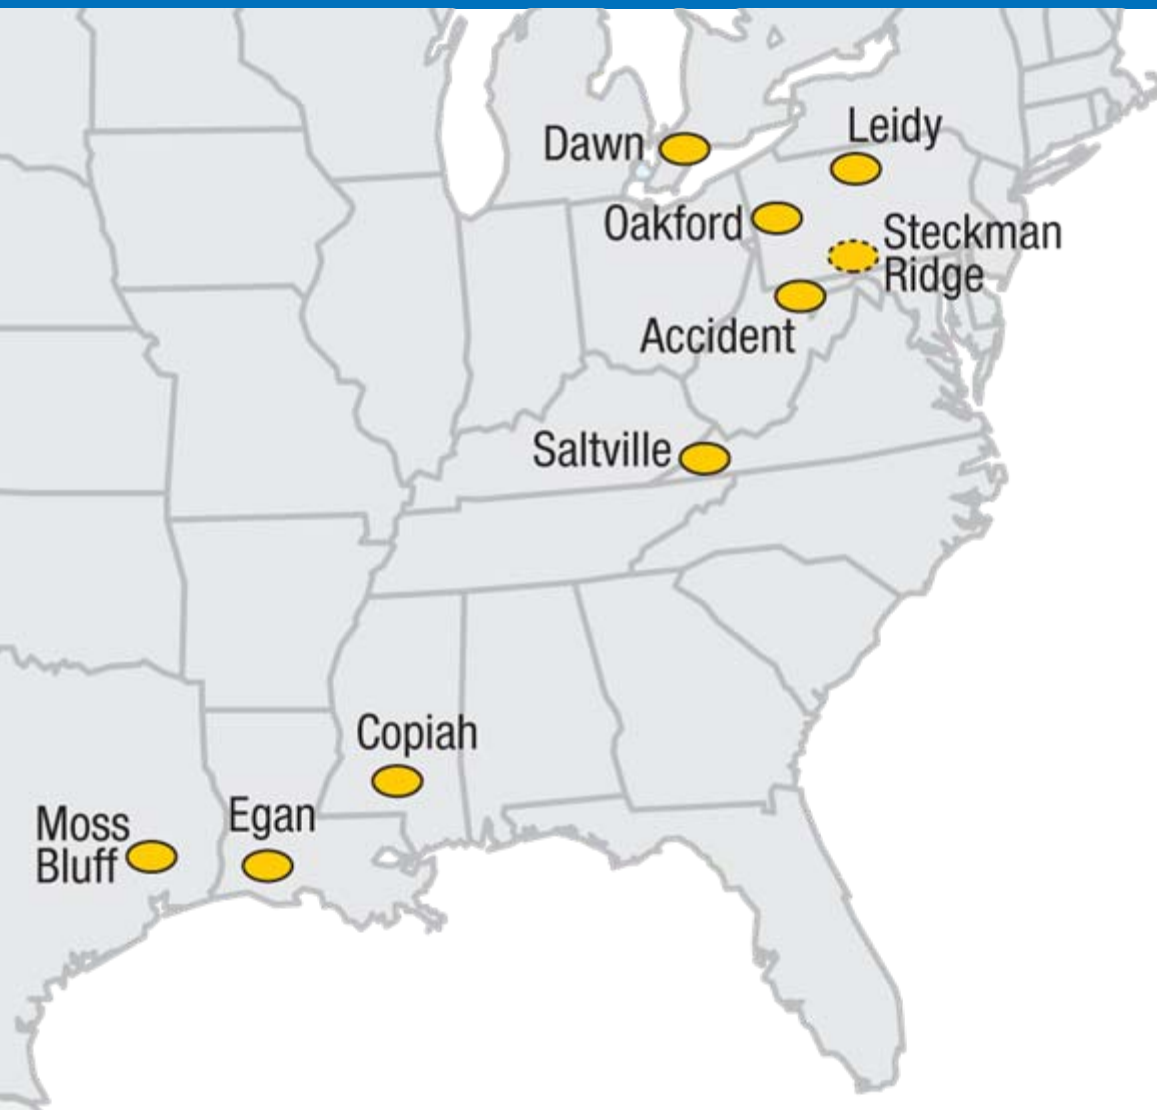 Leidy
Dawn
Oakford
Steckman
Ridge
Accident
Saltville
Copiah
Egan
Moss
Bluff